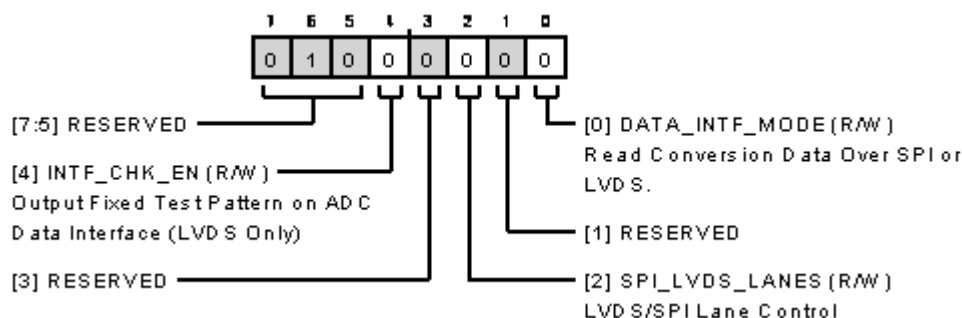 7 6 5 4 3 2 1 0
0 1 0 0 0 0 0 0
[7:5] RESERVED
[4] INTF_CHK_EN (R/W)
Output Fixed Test Pattern on ADC
Data Interface (LVDS Only)
[3] RESERVED
[0] DATA_INTF_MODE (R/W)
Read Conversion Data Over SPI or
LVDS.
[1] RESERVED
[2] SPI_LVDS_LANES (R/W)
LVDS/SPI Lane Control